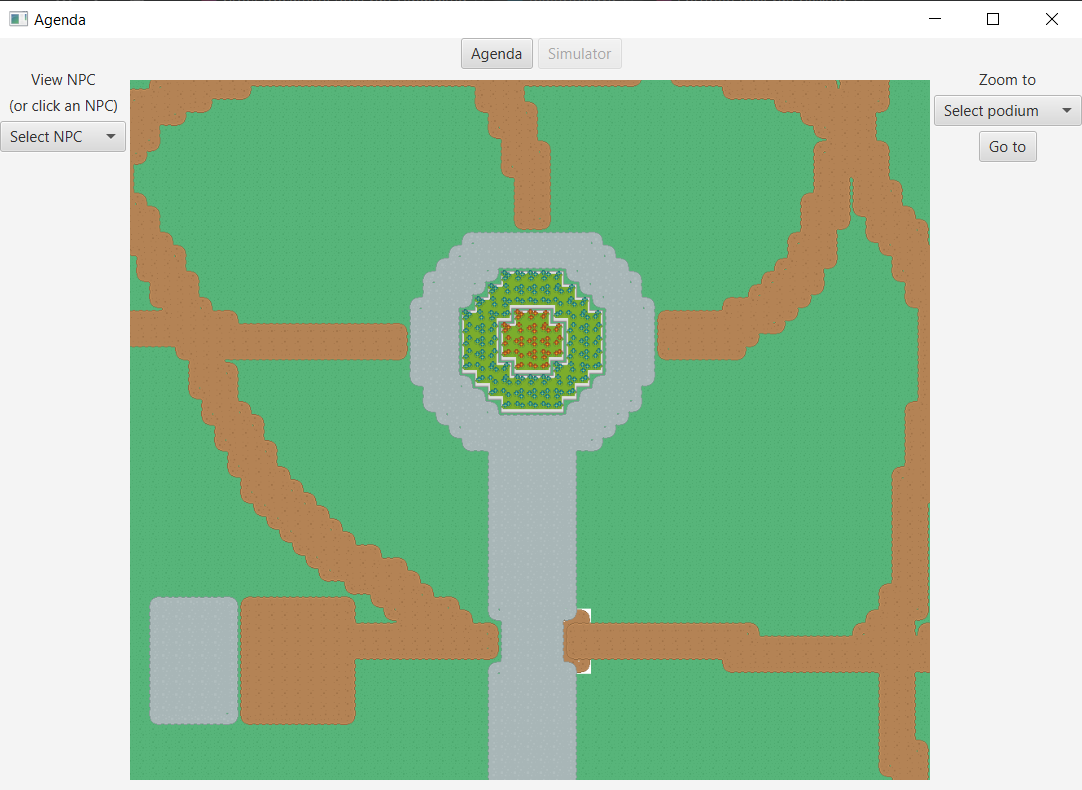 Agenda
Agenda
Simulator
View NPC
(or click an NPC)
Select NPC
Zoom to
Select podium
Go to